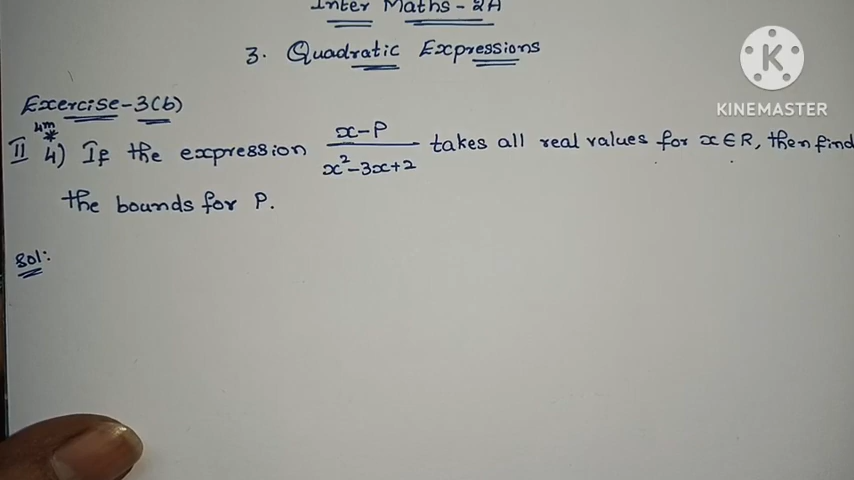 Inter Maths - 2A
3. Quadratic Expressions
K
KINEMASTER
Exercise - 3(b)
4m
*
II 4) If the expression x-P / x²-3x+2 takes all real values for x∈R, then find
the bounds for P.
Sol: